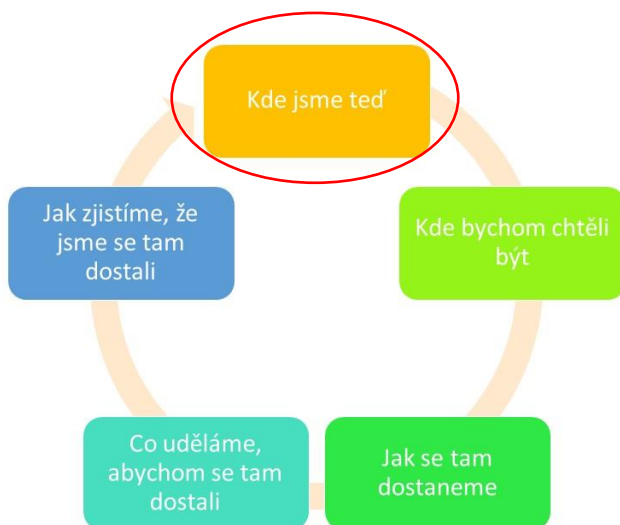 Kde jsme teď
Kde bychom chtěli
být
Jak se tam
dostaneme
Co uděláme,
abychom se tam
dostali
Jak zjistíme, že
jsme se tam
dostali